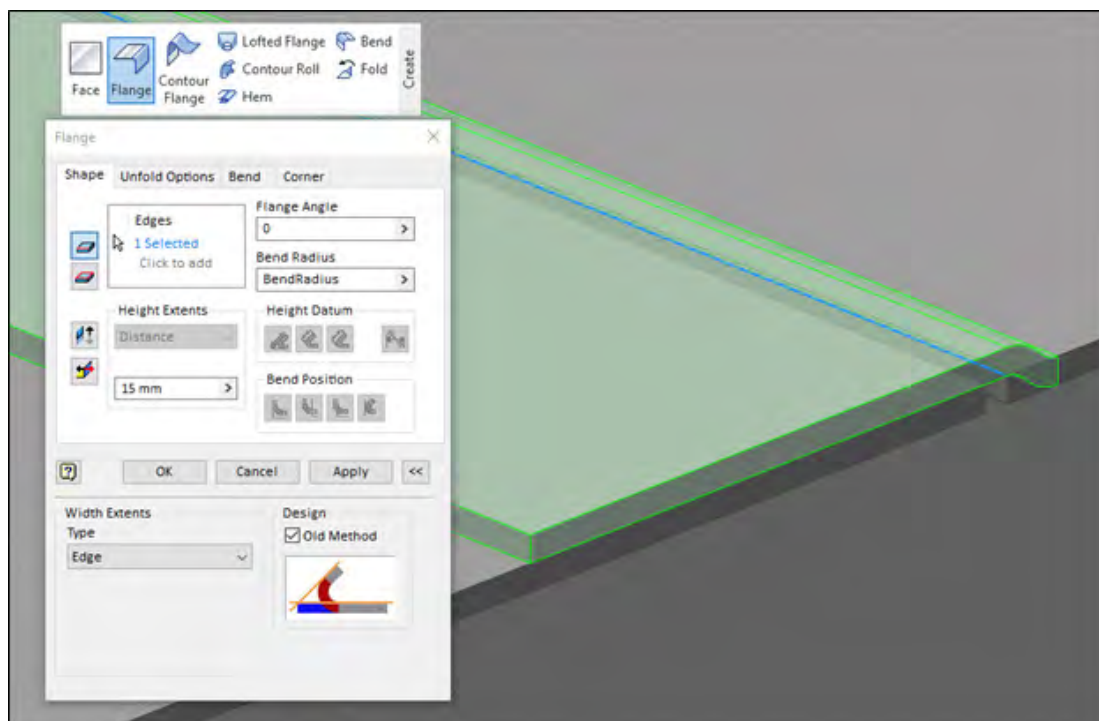 Face
Flange
Contour Flange
Lofted Flange
Contour Roll
Hem
Bend
Fold
Create
Flange
Shape Unfold Options Bend Corner
Edges
1 Selected
Click to add
Flange Angle
0 >
Bend Radius
BendRadius >
Height Extents
Distance
15 mm >
Height Datum
Bend Position
OK Cancel Apply <<
Width Extents
Type
Edge
Design
Old Method